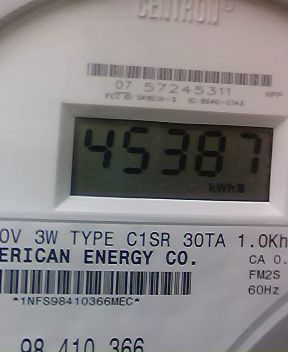 CENTRON
07 57245311
45387
kWh
0V 3W TYPE C1SR 30TA 1.0Kh
ERICAN ENERGY CO.
CA 0.
FM2S
*1NFS98410366MEC*
60Hz
98 410 366